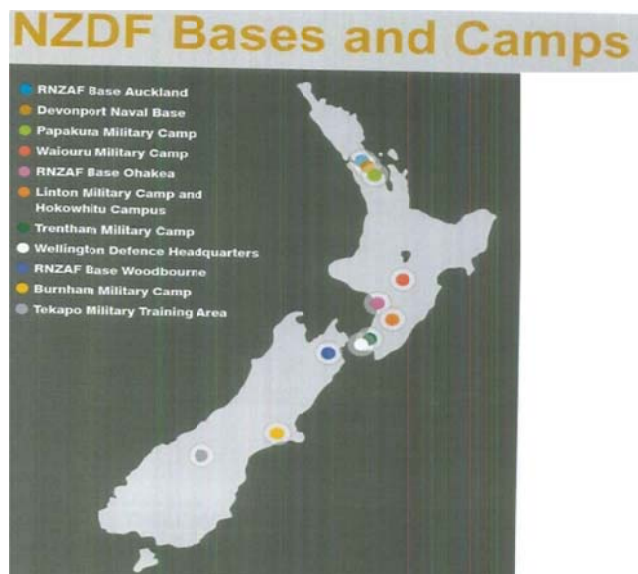 NZDF Bases and Camps
RNZAF Base Auckland
Devonport Naval Base
Papakura Military Camp
Waiouru Military Camp
RNZAF Base Ohakea
Linton Military Camp and
Hokowhitu Campus
Trentham Military Camp
Wellington Defence Headquarters
RNZAF Base Woodbourne
Burnham Military Camp
Tekapo Military Training Area